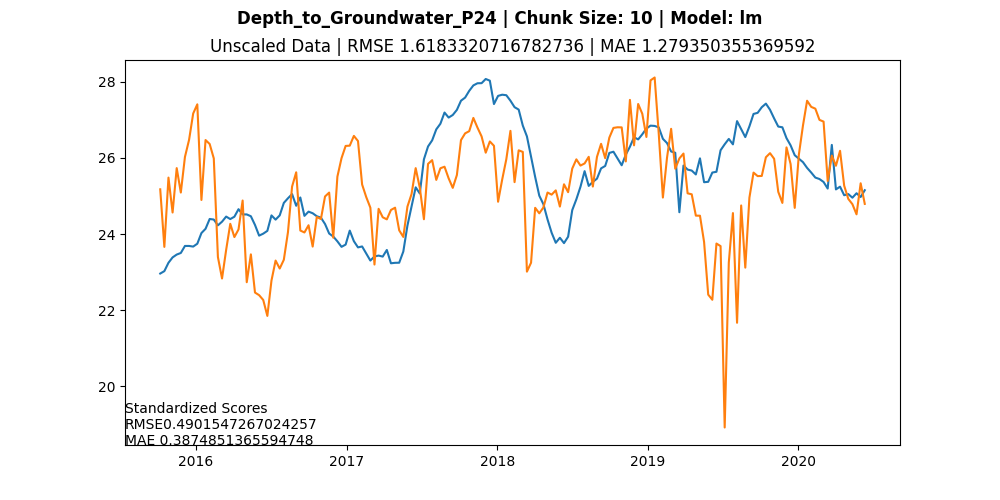 Depth_to_Groundwater_P24 | Chunk Size: 10 | Model: lm
Unscaled Data | RMSE 1.6183320716782736 | MAE 1.279350355369592
28
26
24
22
20
Standardized Scores
RMSE0.4901547267024257
MAE 0.3874851365594748
2016 2017 2018 2019 2020